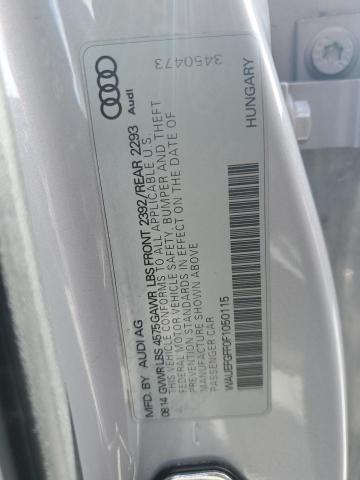 MFD. BY AUDI AG
08 14 GVWR LBS 4675 GAWR LBS FRONT 2392/REAR 2293
THIS VEHICLE CONFORMS TO ALL APPLICABLE U.S.
FEDERAL MOTOR VEHICLE SAFETY, BUMPER AND THEFT
PREVENTION STANDARDS IN EFFECT ON THE DATE
OF MANUFACTURE SHOWN ABOVE
PASSENGER CAR
Audi
3450473
HUNGARY